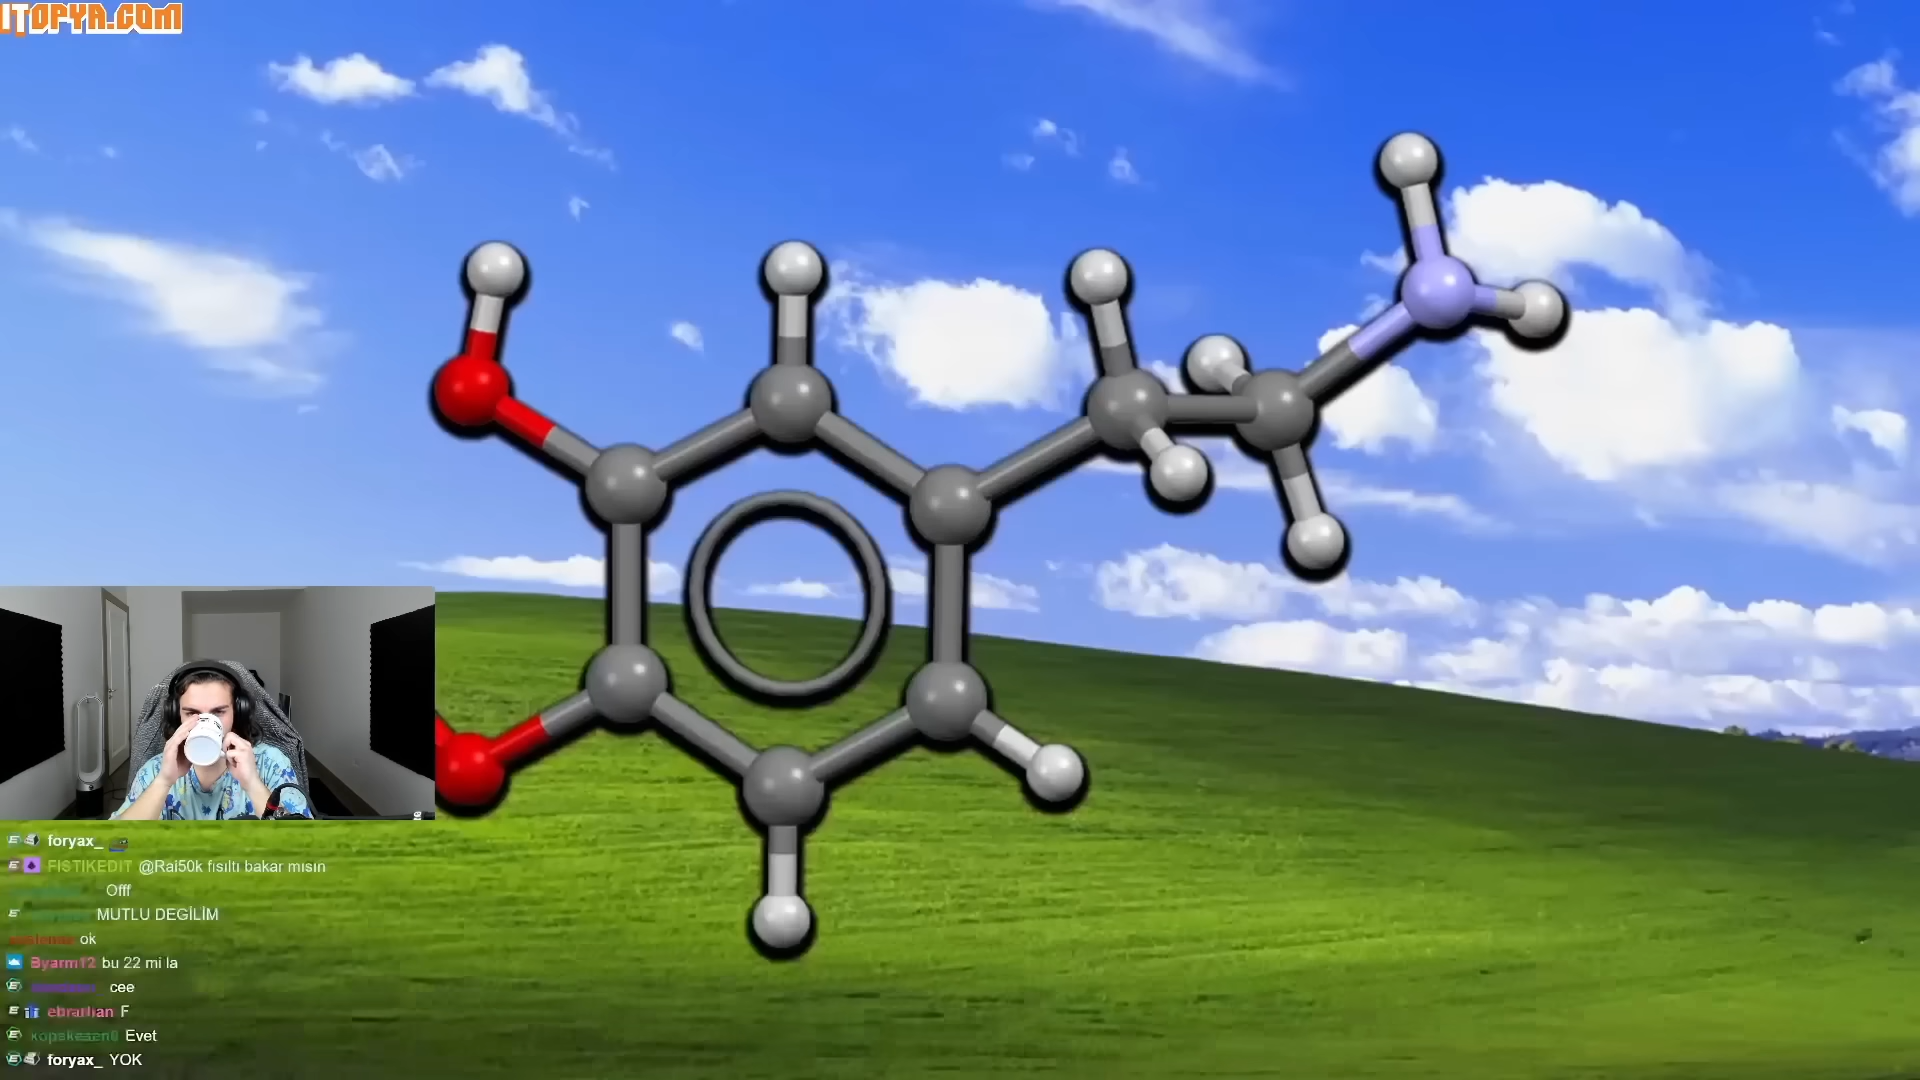 ITOPYA.COM
foryax_
FISTIKEDIT @Rai50k fısıltı bakar mısın
Offf
MUTLU DEGİLİM
ok
Byarm12 bu 22 mi la
cee
F
Evet
foryax_ YOK